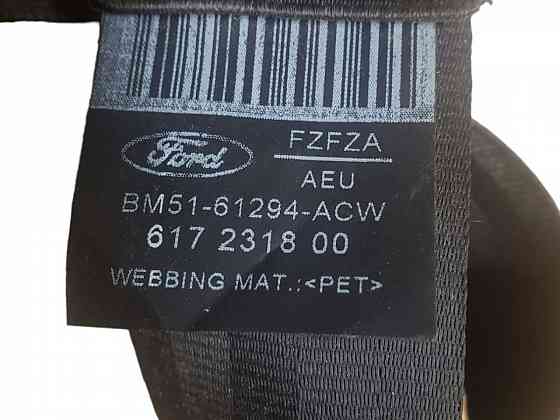 Ford FZFZA
AEU
BM51-61294-ACW
617 2318 00
WEBBING MAT.:<PET>